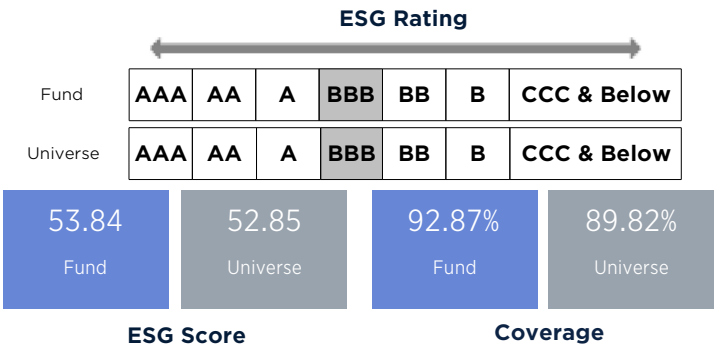 ESG Rating
Fund AAA AA A BBB BB B CCC & Below
Universe AAA AA A BBB BB B CCC & Below
53.84 52.85 92.87% 89.82%
Fund Universe Fund Universe
ESG Score Coverage